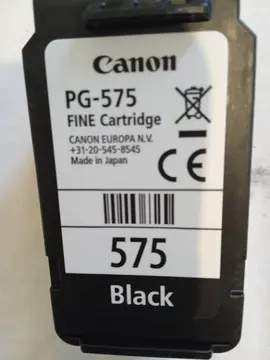 Canon
PG-575
FINE Cartridge
CANON EUROPA N.V.
+31-20-545-8545
Made in Japan
CE
575
Black